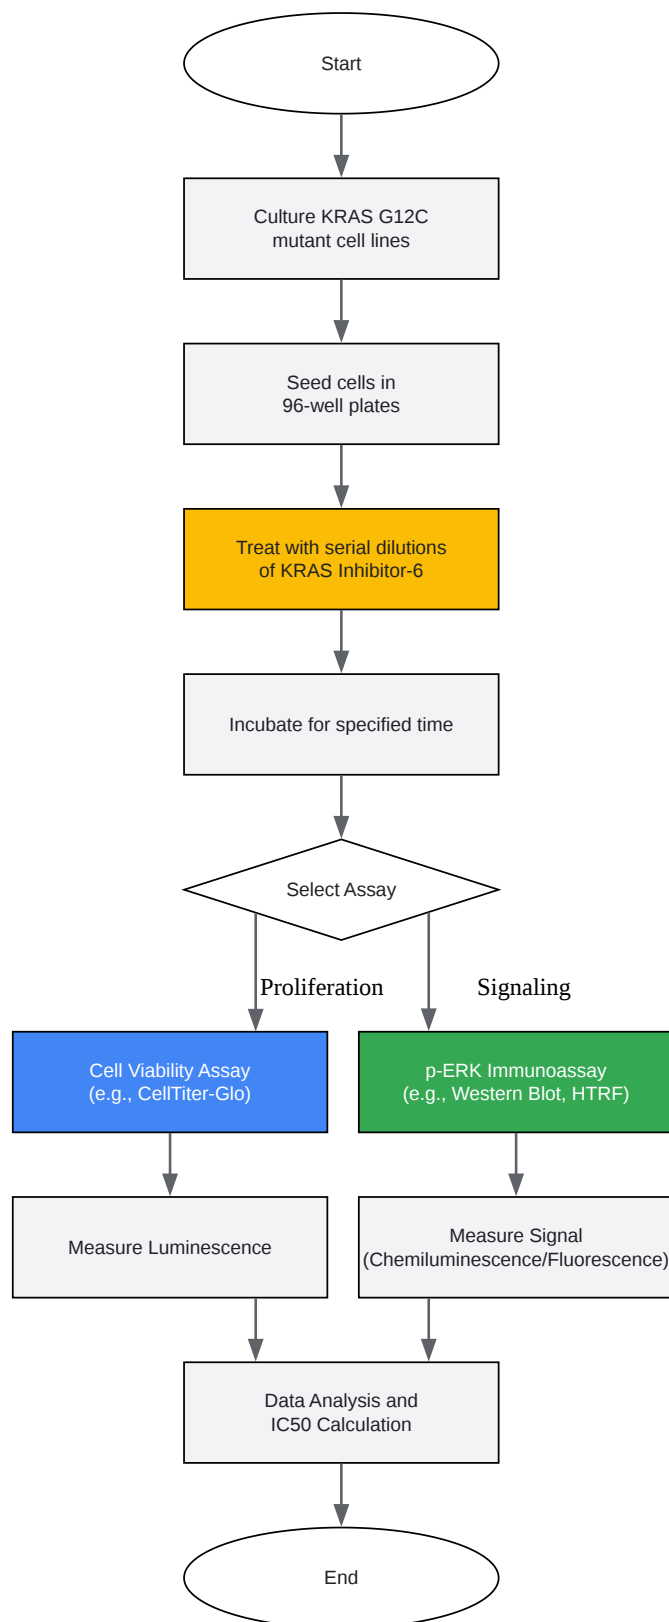 Start
Culture KRAS G12C
mutant cell lines
Seed cells in
96-well plates
Treat with serial dilutions
of KRAS Inhibitor-6
Incubate for specified time
Select Assay
Proliferation
Signaling
Cell Viability Assay
(e.g., CellTiter-Glo)
p-ERK Immunoassay
(e.g., Western Blot, HTRF)
Measure Luminescence
Measure Signal
(Chemiluminescence/Fluorescence)
Data Analysis and
IC50 Calculation
End